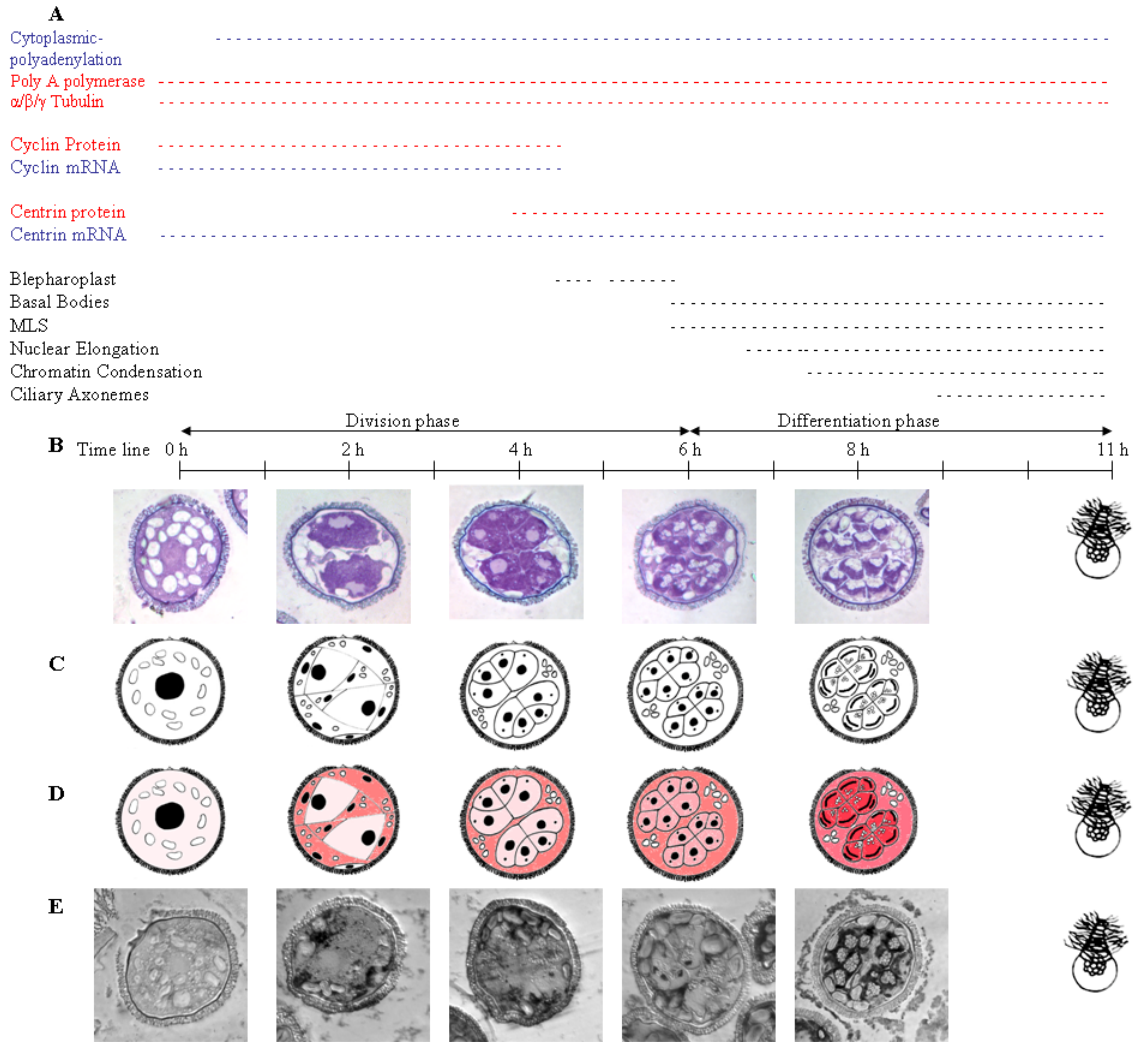 A
Cytoplasmic-
polyadenylation
Poly A polymerase
α/β/γ Tubulin
Cyclin Protein
Cyclin mRNA
Centrin protein
Centrin mRNA
Blepharoplast
Basal Bodies
MLS
Nuclear Elongation
Chromatin Condensation
Ciliary Axonemes
Division phase Differentiation phase
B Time line 0 h 2 h 4 h 6 h 8 h 11 h
C
D
E